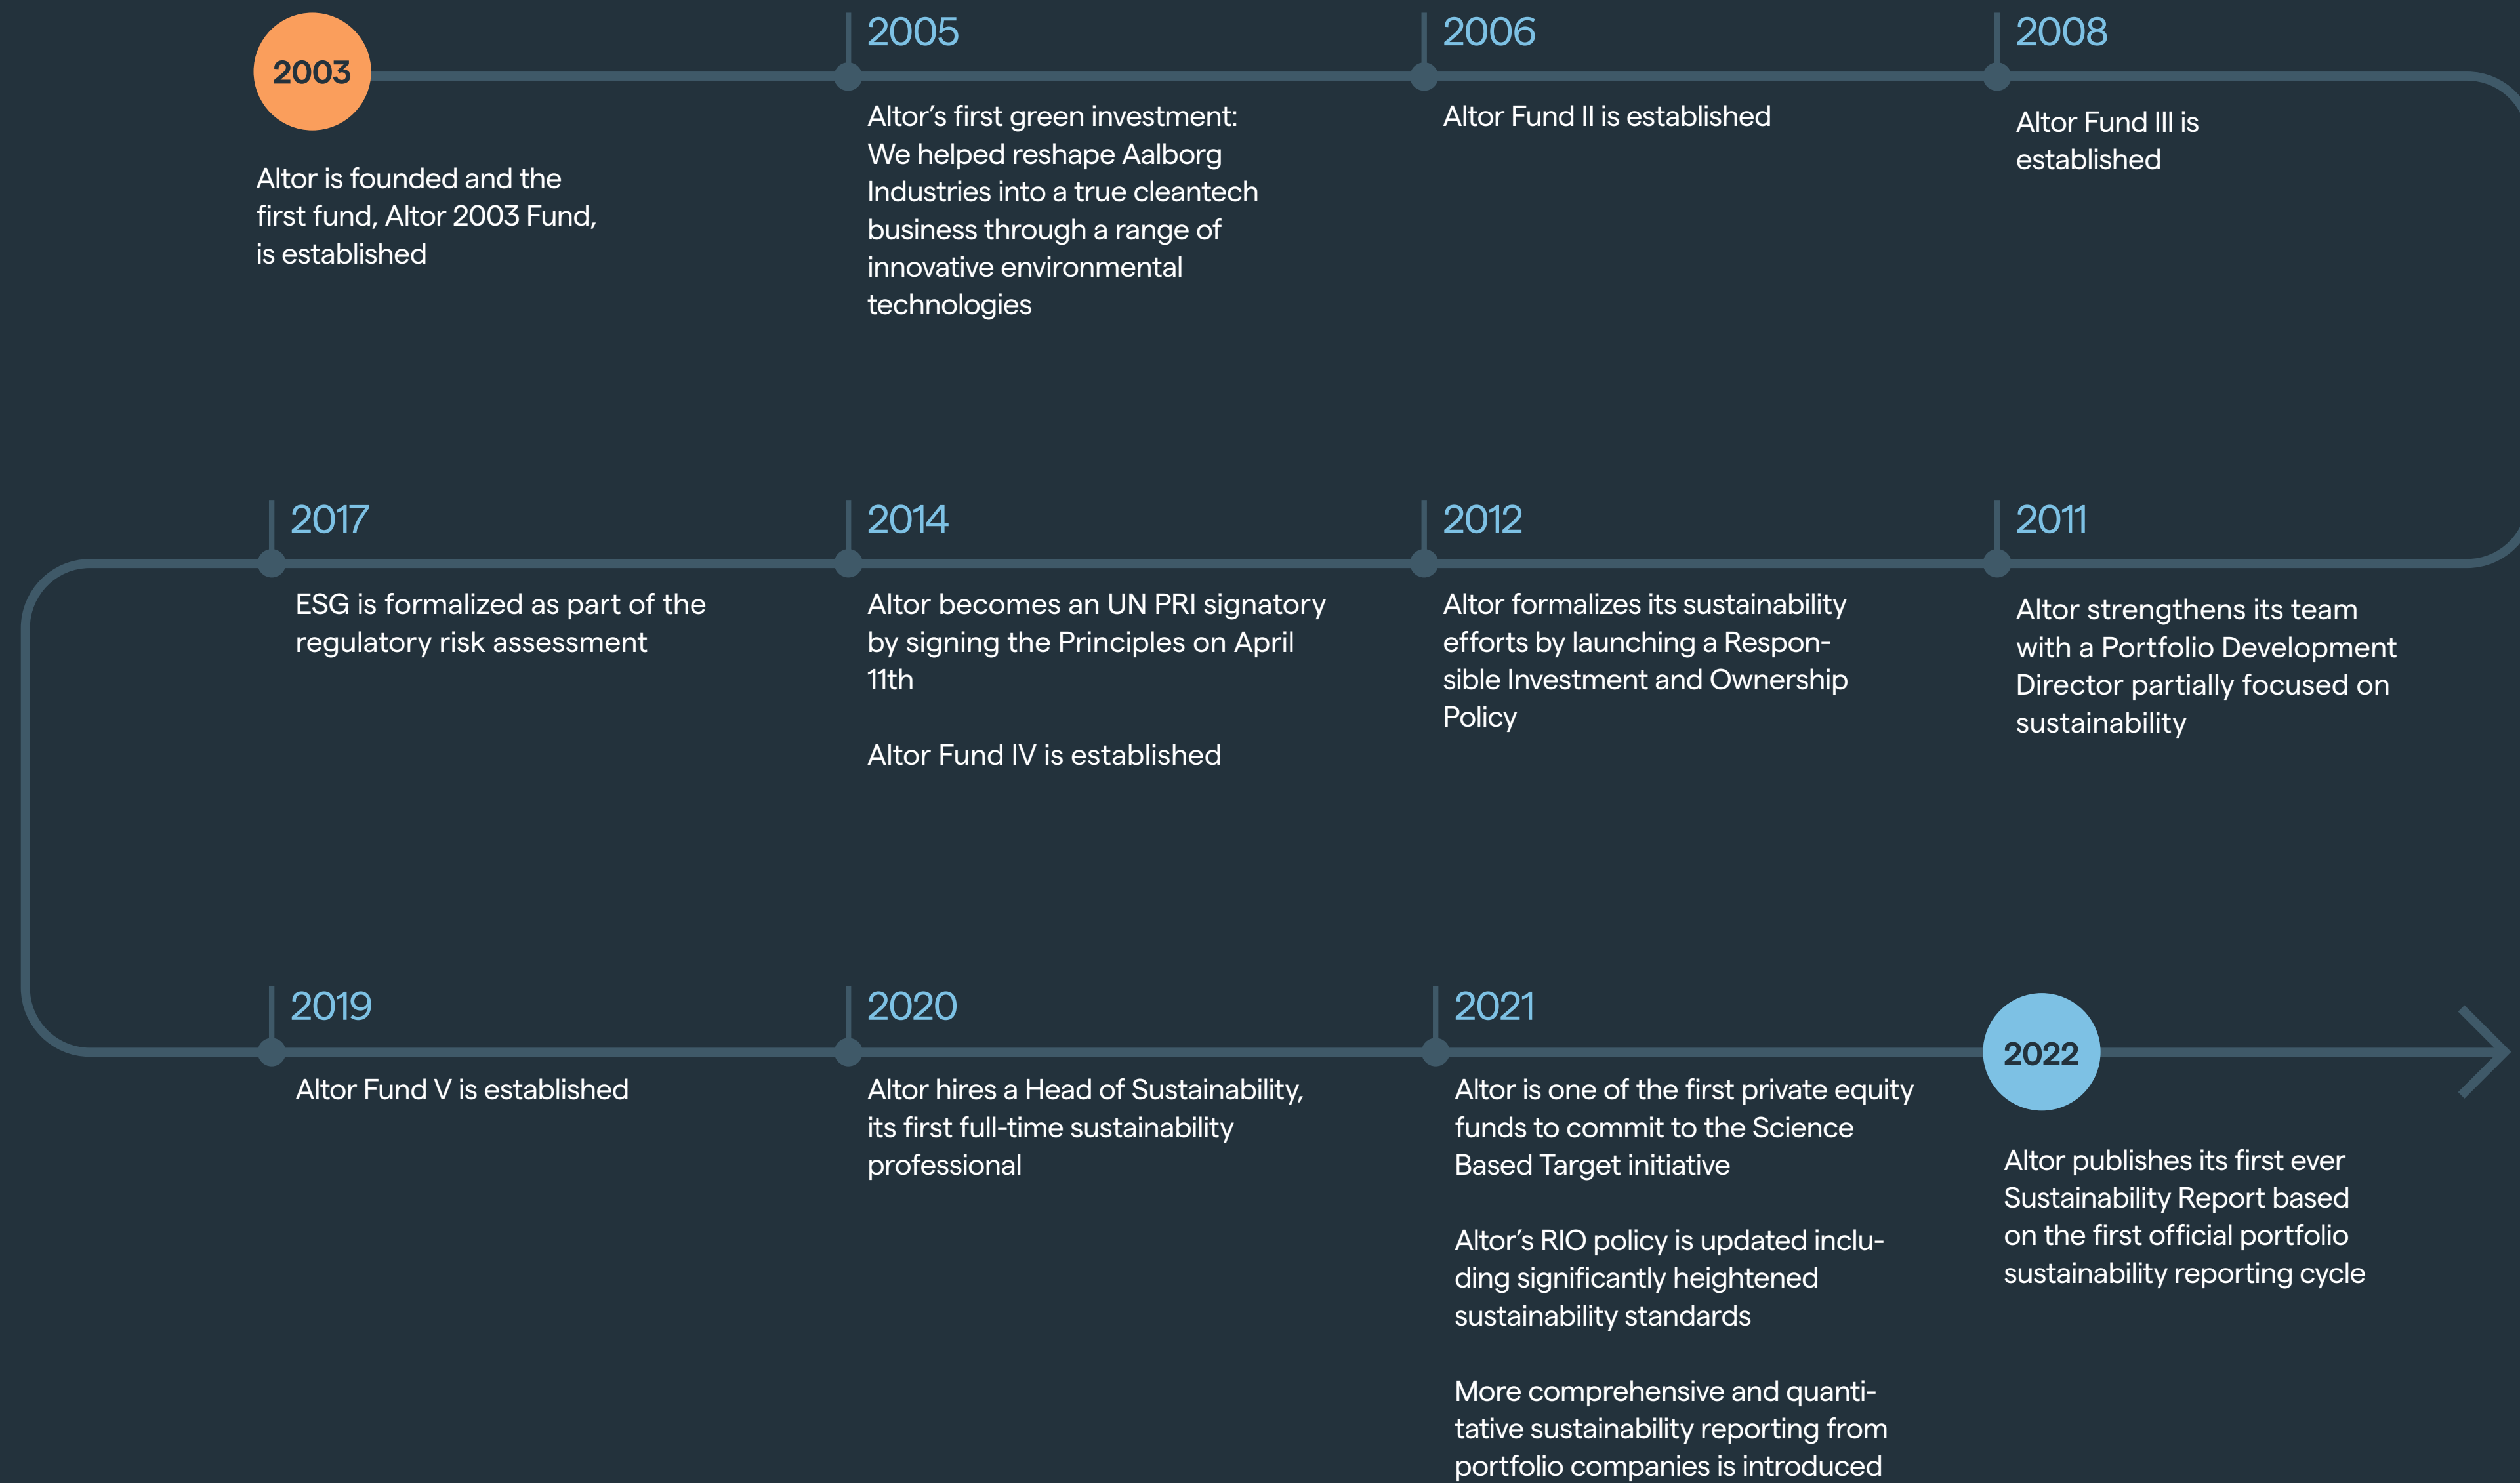 2003
Altor is founded and the
first fund, Altor 2003 Fund,
is established
2005
Altor’s first green investment:
We helped reshape Aalborg
Industries into a true cleantech
business through a range of
innovative environmental
technologies
2006
Altor Fund II is established
2008
Altor Fund III is
established
2011
Altor strengthens its team
with a Portfolio Development
Director partially focused on
sustainability
2012
Altor formalizes its sustainability
efforts by launching a Respon-
sible Investment and Ownership
Policy
2014
Altor becomes an UN PRI signatory
by signing the Principles on April
11th
Altor Fund IV is established
2017
ESG is formalized as part of the
regulatory risk assessment
2019
Altor Fund V is established
2020
Altor hires a Head of Sustainability,
its first full-time sustainability
professional
2021
Altor is one of the first private equity
funds to commit to the Science
Based Target initiative
Altor’s RIO policy is updated inclu-
ding significantly heightened
sustainability standards
More comprehensive and quanti-
tative sustainability reporting from
portfolio companies is introduced
2022
Altor publishes its first ever
Sustainability Report based
on the first official portfolio
sustainability reporting cycle